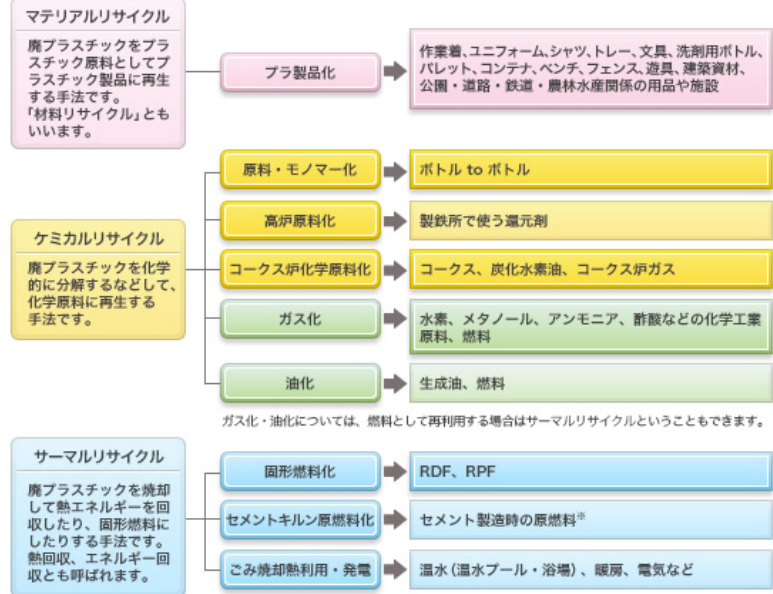 マテリアルリサイクル
廃プラスチックをプラ
スチック原料として
プラスチック製品に再生
する手法です。
「材料リサイクル」とも
いいます。
プラ製品化
作業着、ユニフォーム、シャツ、トレー、文具、洗剤用ボトル、
パレット、コンテナ、ベンチ、フェンス、遊具、建築資材、
公園・道路・鉄道・農林水産関係の用品や施設
ケミカルリサイクル
廃プラスチックを化学
的に分解するなどして、
化学原料に再生する
手法です。
原料・モノマー化
ボトル to ボトル
高炉原料化
製鉄所で使う還元剤
コークス炉化学原料化
コークス、炭化水素油、コークス炉ガス
ガス化
水素、メタノール、アンモニア、酢酸などの化学工業
原料、燃料
油化
生成油、燃料
ガス化・油化については、燃料として再利用する場合はサーマルリサイクルということもできます。
サーマルリサイクル
廃プラスチックを焼却
して熱エネルギーを回
収したり、固形燃料に
したりする手法です。
熱回収、エネルギー回
収とも呼ばれます。
固形燃料化
RDF、RPF
セメントキルン原燃料化
セメント製造時の原燃料※
ごみ焼却熱利用・発電
温水(温水プール・浴場)、暖房、電気など